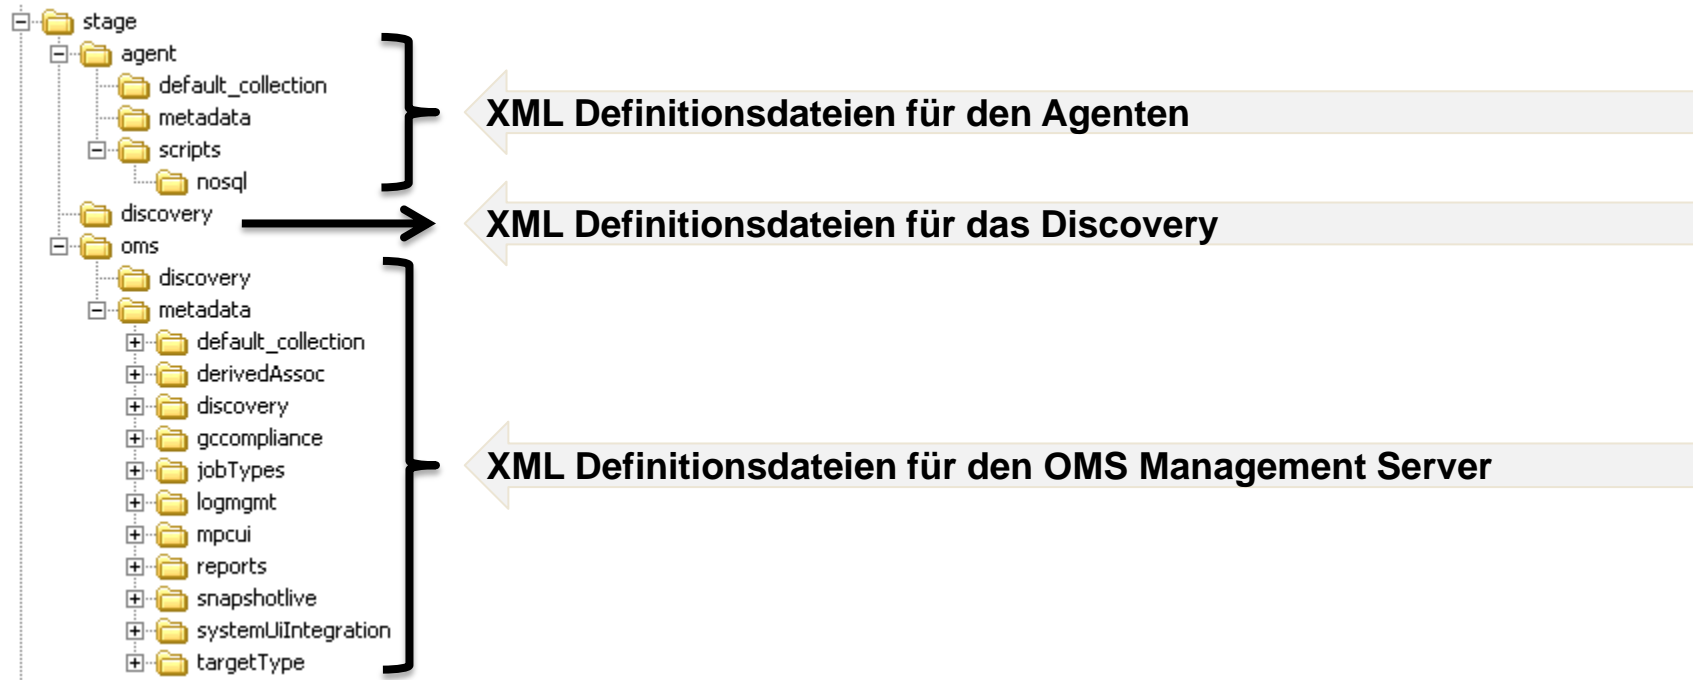 stage
agent
default_collection
metadata
scripts
nosql
XML Definitionsdateien für den Agenten
discovery
XML Definitionsdateien für das Discovery
oms
discovery
metadata
default_collection
derivedAssoc
discovery
gccompliance
jobTypes
logmgmt
mpcui
reports
snapshotlive
systemUiIntegration
targetType
XML Definitionsdateien für den OMS Management Server